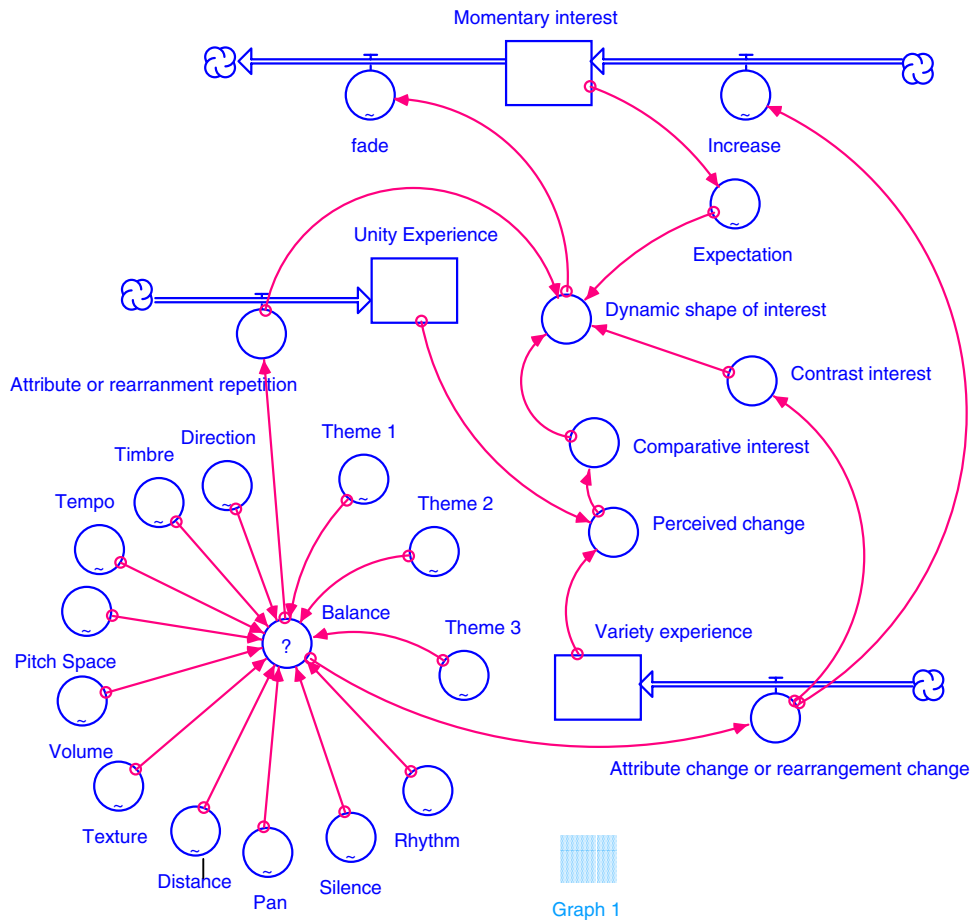 Momentary interest
fade
Increase
Unity Experience
Expectation
Dynamic shape of interest
Attribute or rearranment repetition
Contrast interest
Direction
Theme 1
Timbre
Comparative interest
Tempo
Theme 2
Perceived change
Balance
?
Theme 3
Variety experience
Pitch Space
Volume
Attribute change or rearrangement change
Texture
Rhythm
Distance
Silence
Pan
Graph 1